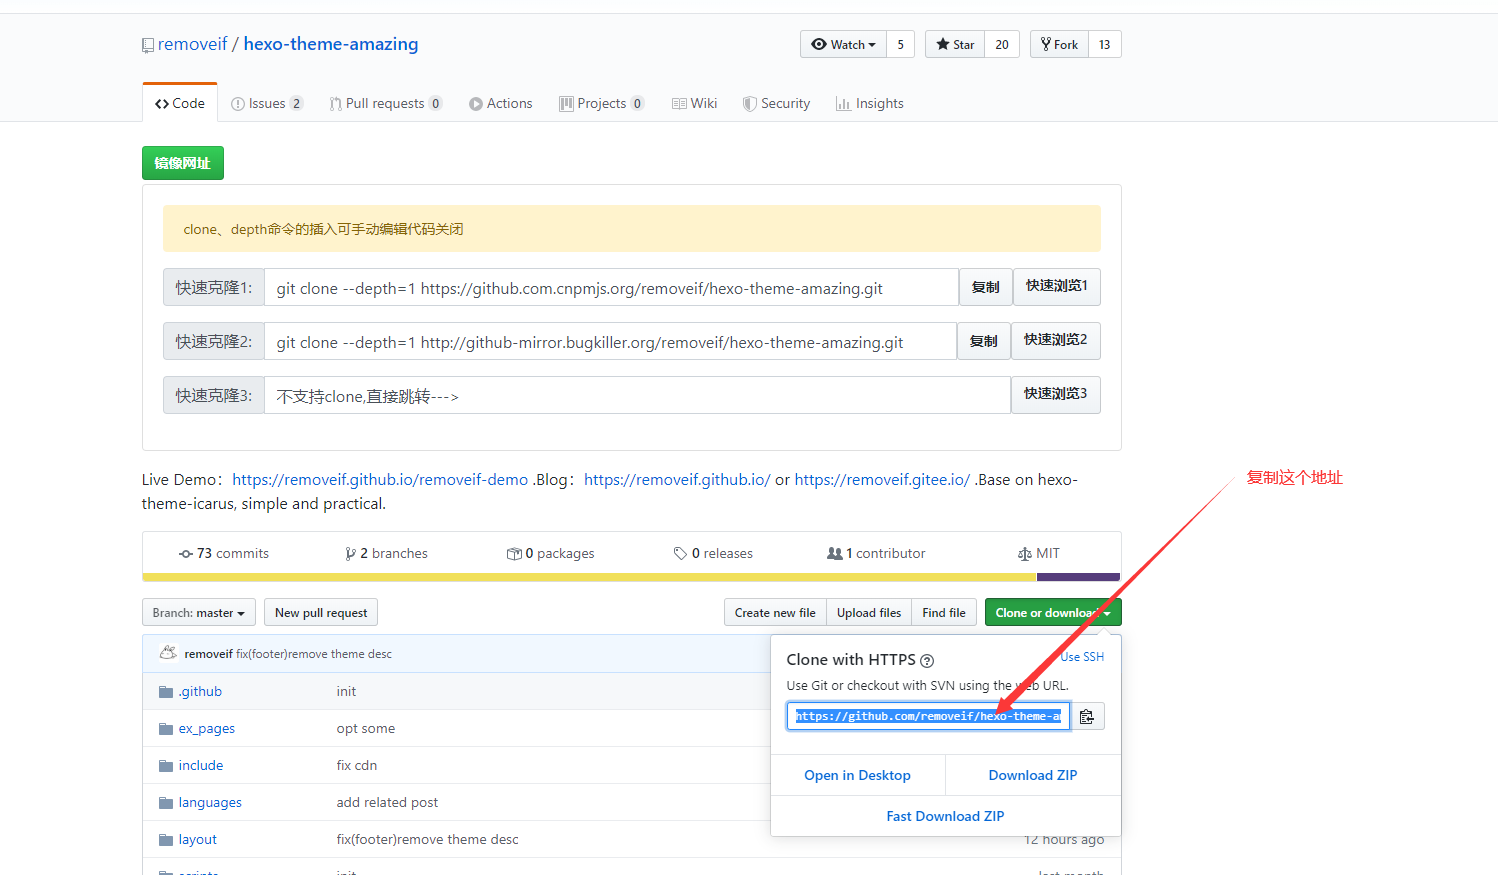 removeif / hexo-theme-amazing
Watch 5 Star 20 Fork 13
Code Issues 2 Pull requests 0 Actions Projects 0 Wiki Security Insights
镜像网址
clone、depth命令的插入可手动编辑代码关闭
快速克隆1: git clone --depth=1 https://github.com.cnpmjs.org/removeif/hexo-theme-amazing.git 复制 快速浏览1
快速克隆2: git clone --depth=1 http://github-mirror.bugkiller.org/removeif/hexo-theme-amazing.git 复制 快速浏览2
快速克隆3: 不支持clone,直接跳转---> 快速浏览3
Live Demo：https://removeif.github.io/removeif-demo .Blog：https://removeif.github.io/ or https://removeif.gitee.io/ .Base on hexo-
theme-icarus, simple and practical.
复制这个地址
73 commits 2 branches 0 packages 0 releases 1 contributor MIT
Branch: master New pull request Create new file Upload files Find file Clone or download
removeif fix(footer)remove theme desc
Clone with HTTPS Use SSH
Use Git or checkout with SVN using the web URL.
https://github.com/removeif/hexo-theme-a
Open in Desktop Download ZIP
Fast Download ZIP
.github init
ex_pages opt some
include fix cdn
languages add related post
layout fix(footer)remove theme desc 12 hours ago
scripts init last month